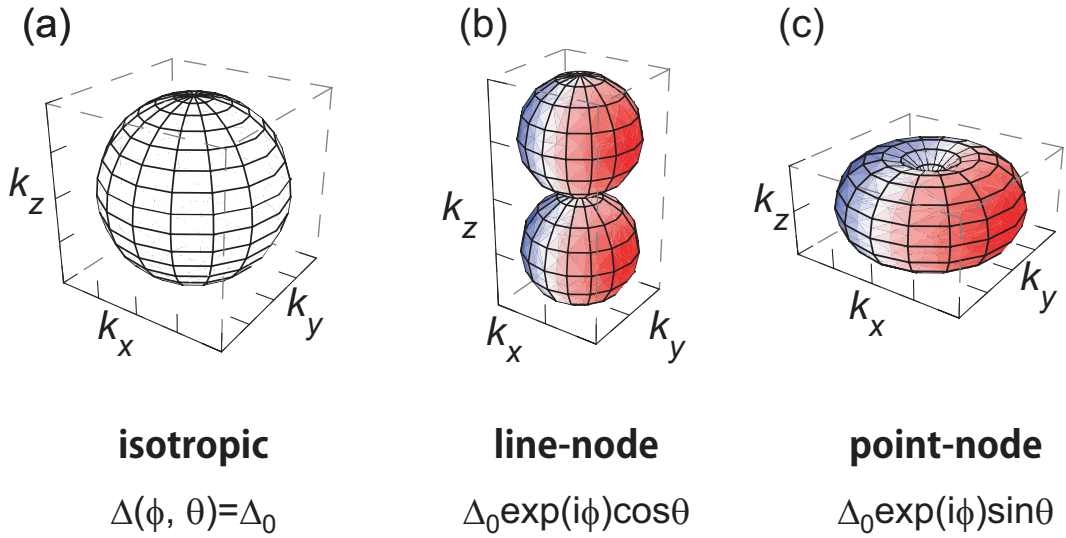 (a) (b) (c)
k_z k_x k_y
k_z k_x k_y
k_z k_x k_y
isotropic line-node point-node
Δ(ϕ, θ)=Δ₀ Δ₀exp(iϕ)cosθ Δ₀exp(iϕ)sinθ